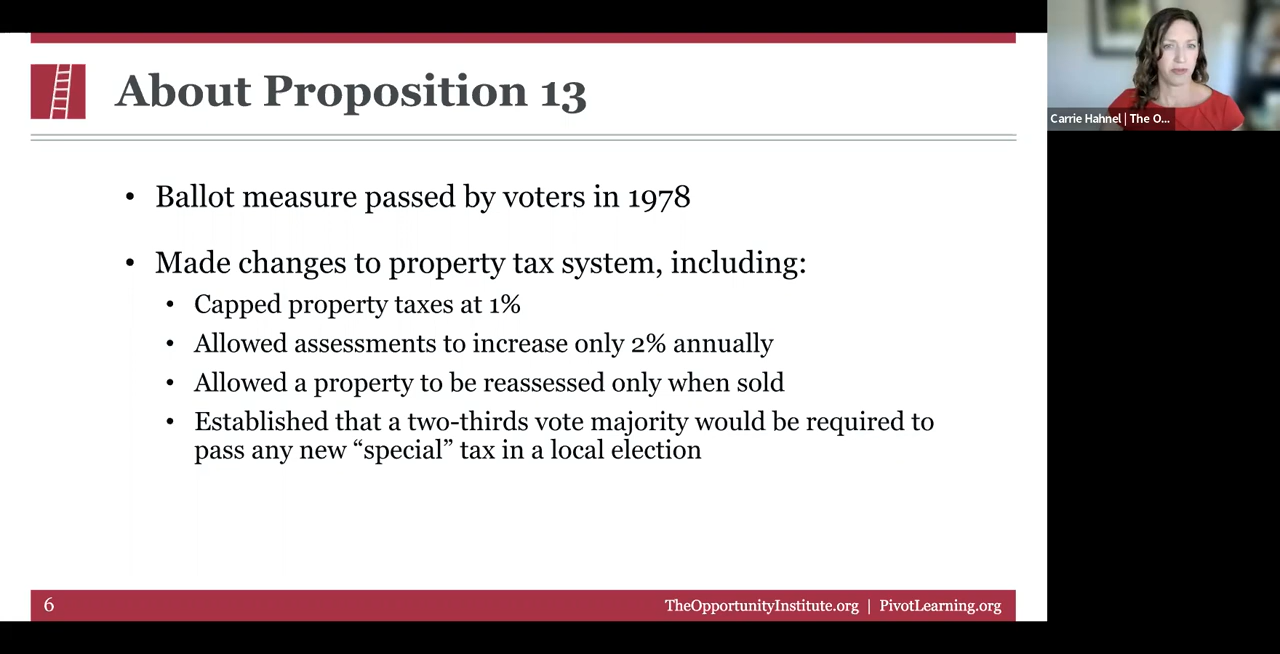 About Proposition 13
• Ballot measure passed by voters in 1978
• Made changes to property tax system, including:
• Capped property taxes at 1%
• Allowed assessments to increase only 2% annually
• Allowed a property to be reassessed only when sold
• Established that a two-thirds vote majority would be required to
pass any new “special” tax in a local election
6
TheOpportunityInstitute.org | PivotLearning.org
Carrie Hahnel | The O...